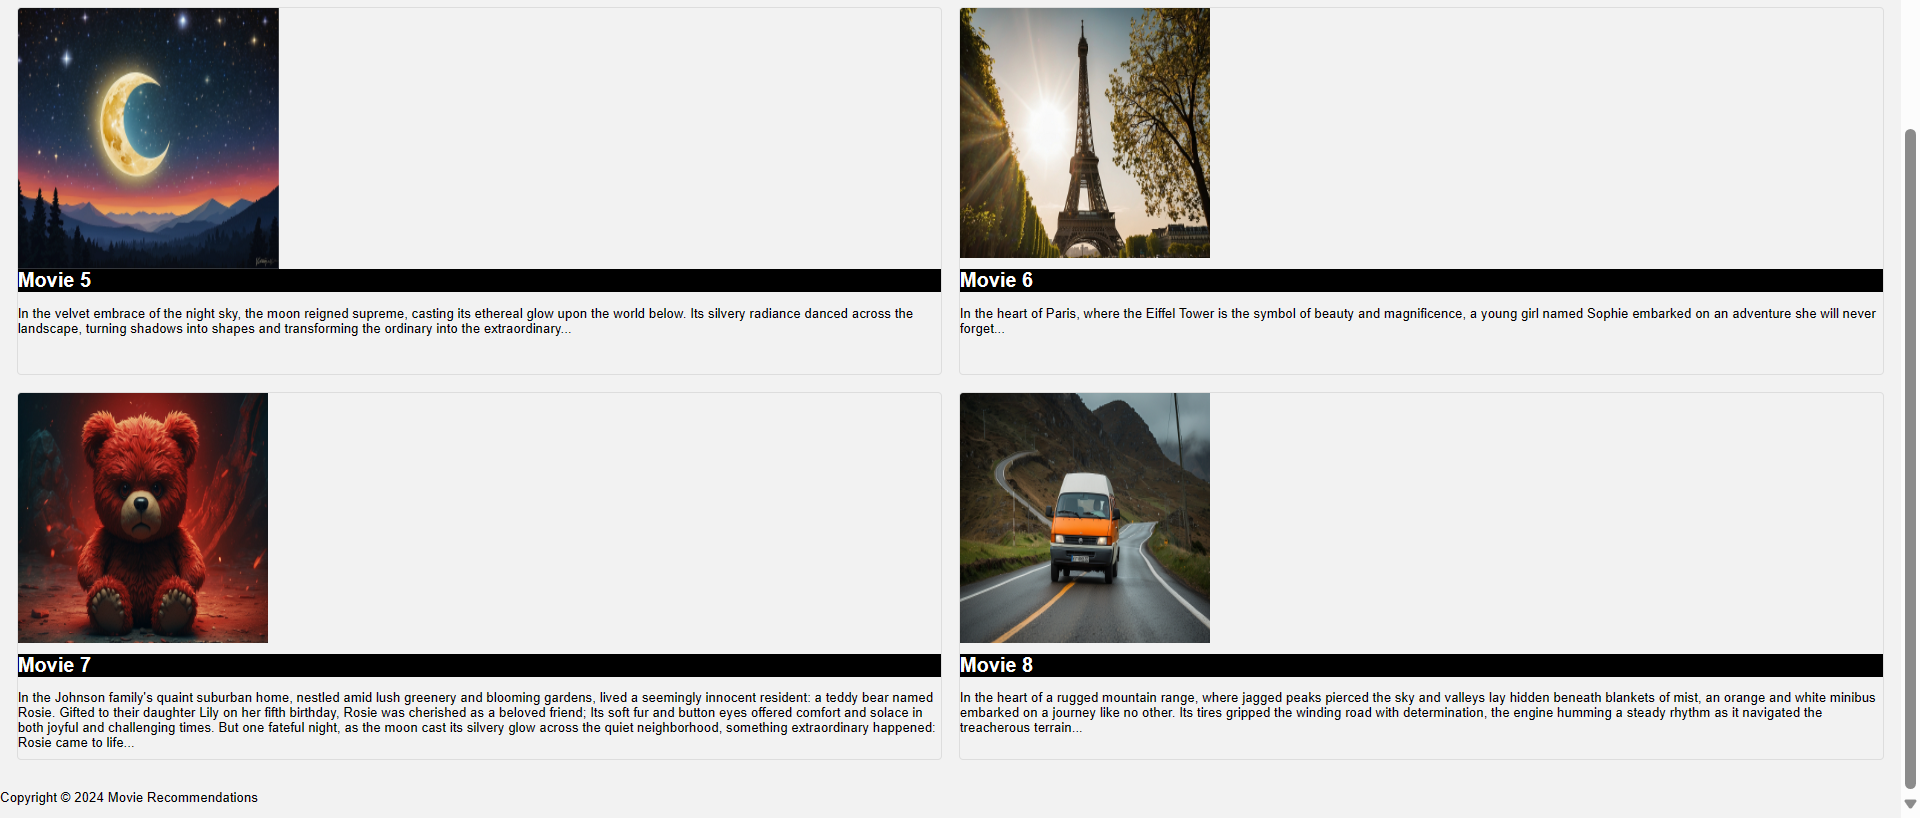 Movie 5
In the velvet embrace of the night sky, the moon reigned supreme, casting its ethereal glow upon the world below. Its silvery radiance danced across the
landscape, turning shadows into shapes and transforming the ordinary into the extraordinary...
Movie 6
In the heart of Paris, where the Eiffel Tower is the symbol of beauty and magnificence, a young girl named Sophie embarked on an adventure she will never
forget...
Movie 7
In the Johnson family's quaint suburban home, nestled amid lush greenery and blooming gardens, lived a seemingly innocent resident: a teddy bear named
Rosie. Gifted to their daughter Lily on her fifth birthday, Rosie was cherished as a beloved friend; Its soft fur and button eyes offered comfort and solace in
both joyful and challenging times. But one fateful night, as the moon cast its silvery glow across the quiet neighborhood, something extraordinary happened:
Rosie came to life...
Movie 8
In the heart of a rugged mountain range, where jagged peaks pierced the sky and valleys lay hidden beneath blankets of mist, an orange and white minibus
embarked on a journey like no other. Its tires gripped the winding road with determination, the engine humming a steady rhythm as it navigated the
treacherous terrain...
Copyright © 2024 Movie Recommendations